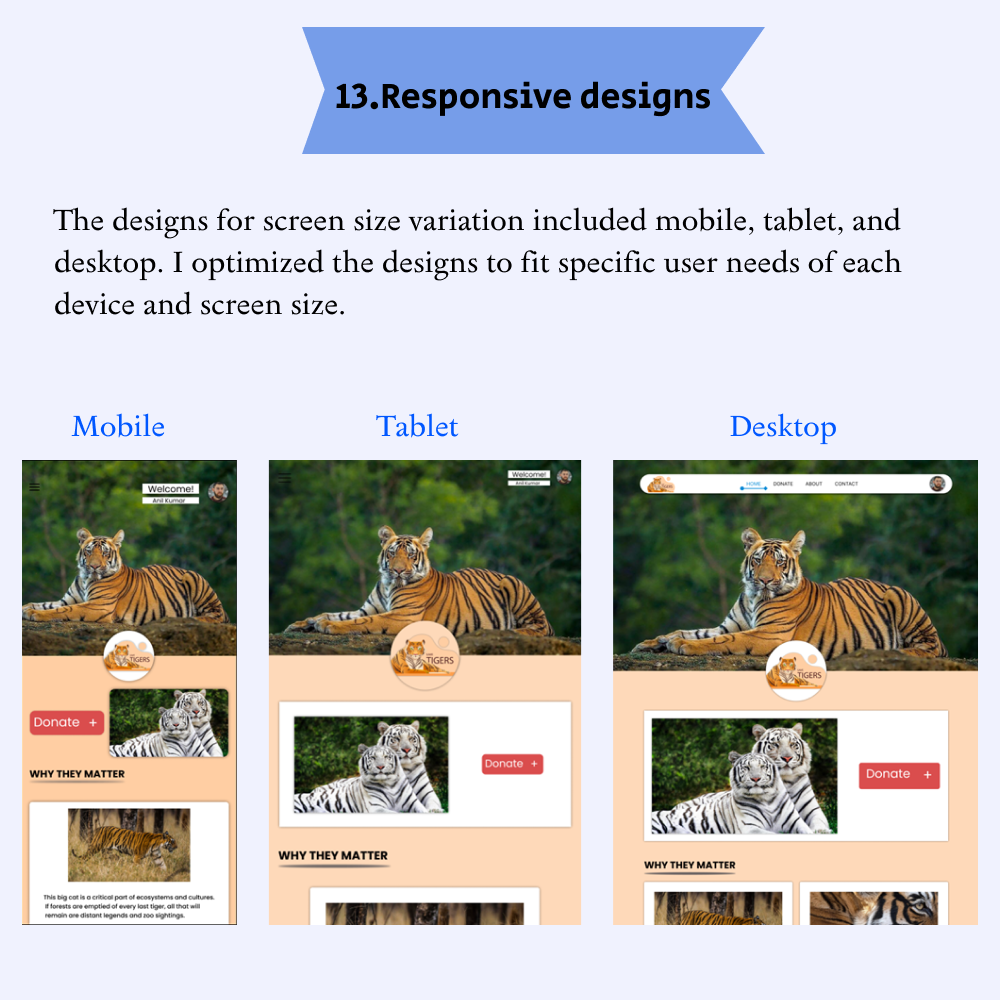 13.Responsive designs
The designs for screen size variation included mobile, tablet, and
desktop. I optimized the designs to fit specific user needs of each
device and screen size.
Mobile
Tablet
Desktop
Welcome!
Anil Kumar
TIGERS
Donate +
WHY THEY MATTER
This big cat is a critical part of ecosystems and cultures.
If forests are emptied of every last tiger, all that will
remain are distant legends and zoo sightings.
Welcome!
Anil Kumar
TIGERS
Donate +
WHY THEY MATTER
HOME DONATE ABOUT CONTACT
TIGERS
Donate +
WHY THEY MATTER